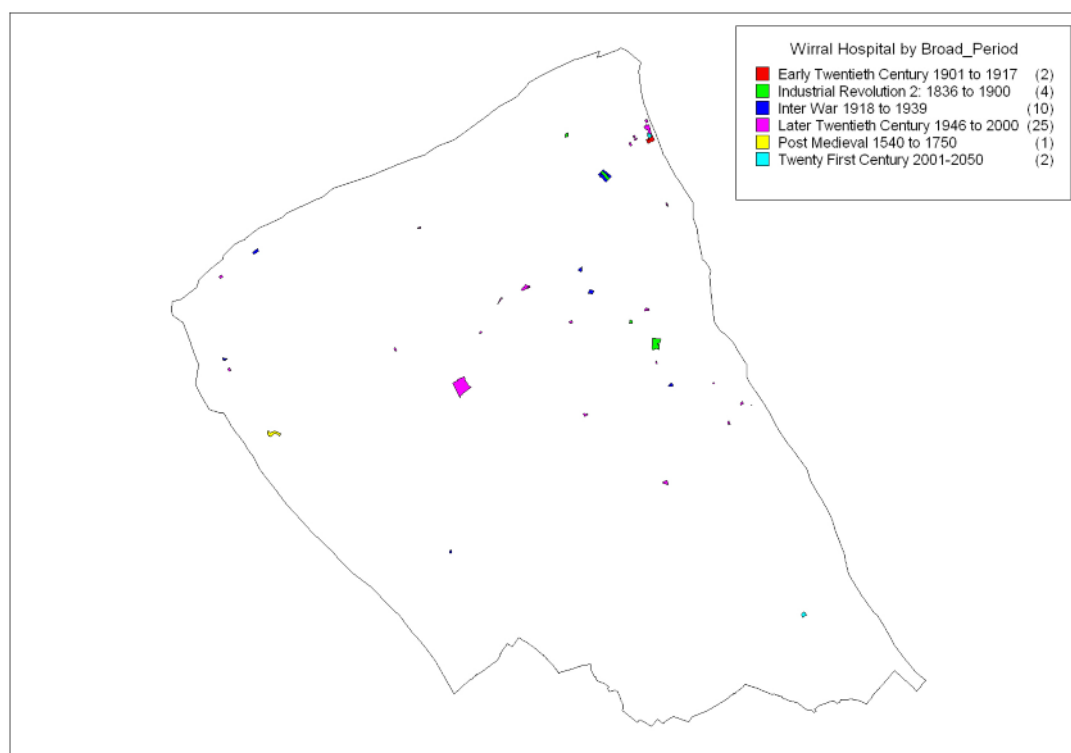 Wirral Hospital by Broad_Period
Early Twentieth Century 1901 to 1917 (2)
Industrial Revolution 2: 1836 to 1900 (4)
Inter War 1918 to 1939 (10)
Later Twentieth Century 1946 to 2000 (25)
Post Medieval 1540 to 1750 (1)
Twenty First Century 2001-2050 (2)